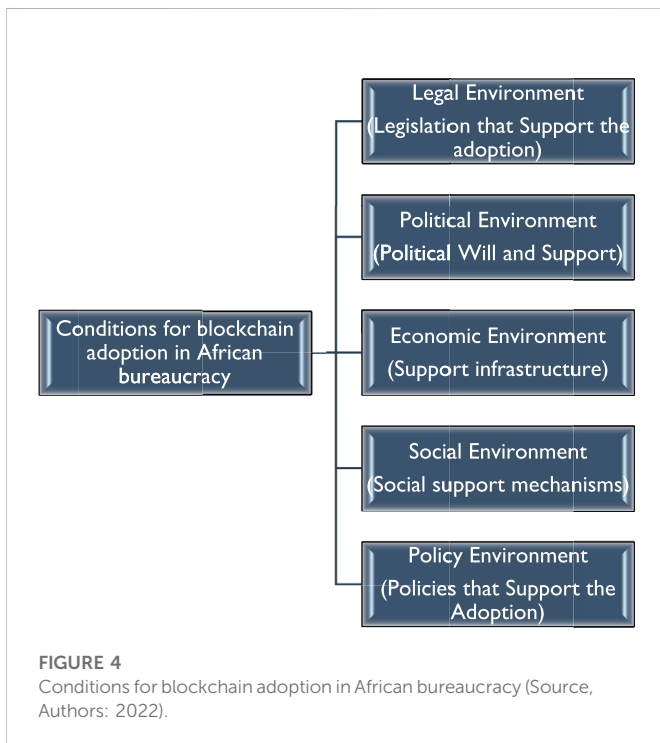 Legal Environment
(Legislation that Support the
adoption)
Political Environment
(Political Will and Support)
Conditions for blockchain
adoption in African
bureaucracy
Economic Environment
(Support infrastructure)
Social Environment
(Social support mechanisms)
Policy Environment
(Policies that Support the
Adoption)
FIGURE 4
Conditions for blockchain adoption in African bureaucracy (Source,
Authors: 2022).